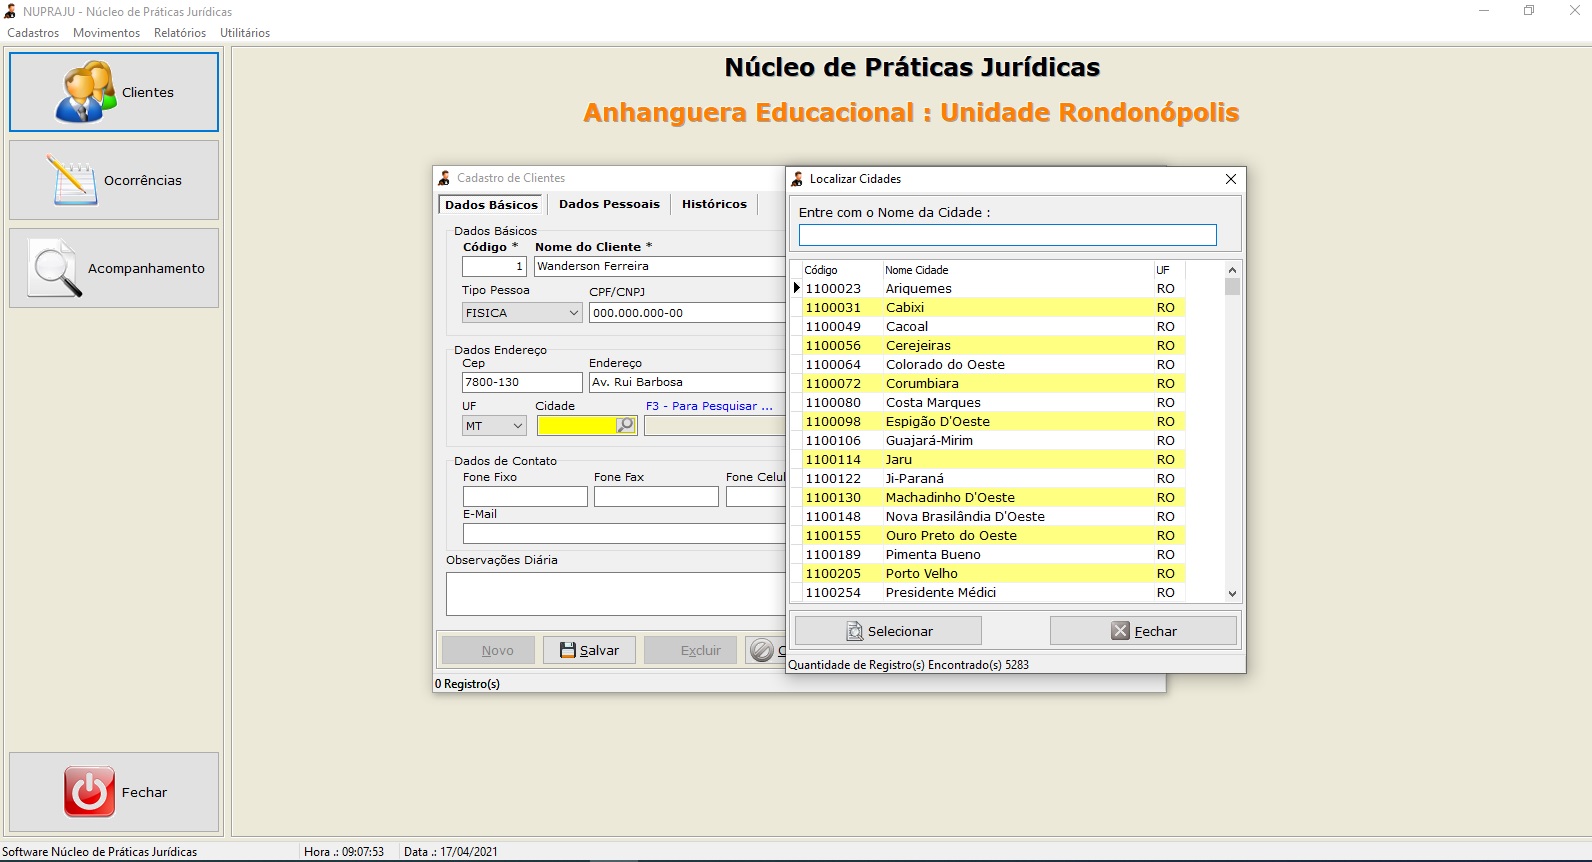 NUPRAJU - Núcleo de Práticas Jurídicas
Cadastros Movimentos Relatórios Utilitários
Clientes
Ocorrências
Acompanhamento
Fechar
Núcleo de Práticas Jurídicas
Anhanguera Educacional : Unidade Rondonópolis
Cadastro de Clientes
Dados Básicos Dados Pessoais Históricos
Dados Básicos
Código * Nome do Cliente *
1 Wanderson Ferreira
Tipo Pessoa CPF/CNPJ
FISICA 000.000.000-00
Dados Endereço
Cep Endereço
7800-130 Av. Rui Barbosa
UF Cidade F3 - Para Pesquisar ...
MT
Dados de Contato
Fone Fixo Fone Fax Fone Celul
E-Mail
Observações Diária
Novo Salvar Excluir C
0 Registro(s)
Localizar Cidades
Entre com o Nome da Cidade :
Código Nome Cidade UF
1100023 Ariquemes RO
1100031 Cabixi RO
1100049 Cacoal RO
1100056 Cerejeiras RO
1100064 Colorado do Oeste RO
1100072 Corumbiara RO
1100080 Costa Marques RO
1100098 Espigão D'Oeste RO
1100106 Guajará-Mirim RO
1100114 Jaru RO
1100122 Ji-Paraná RO
1100130 Machadinho D'Oeste RO
1100148 Nova Brasilândia D'Oeste RO
1100155 Ouro Preto do Oeste RO
1100189 Pimenta Bueno RO
1100205 Porto Velho RO
1100254 Presidente Médici RO
Selecionar Fechar
Quantidade de Registro(s) Encontrado(s) 5283
Software Núcleo de Práticas Jurídicas Hora .: 09:07:53 Data .: 17/04/2021